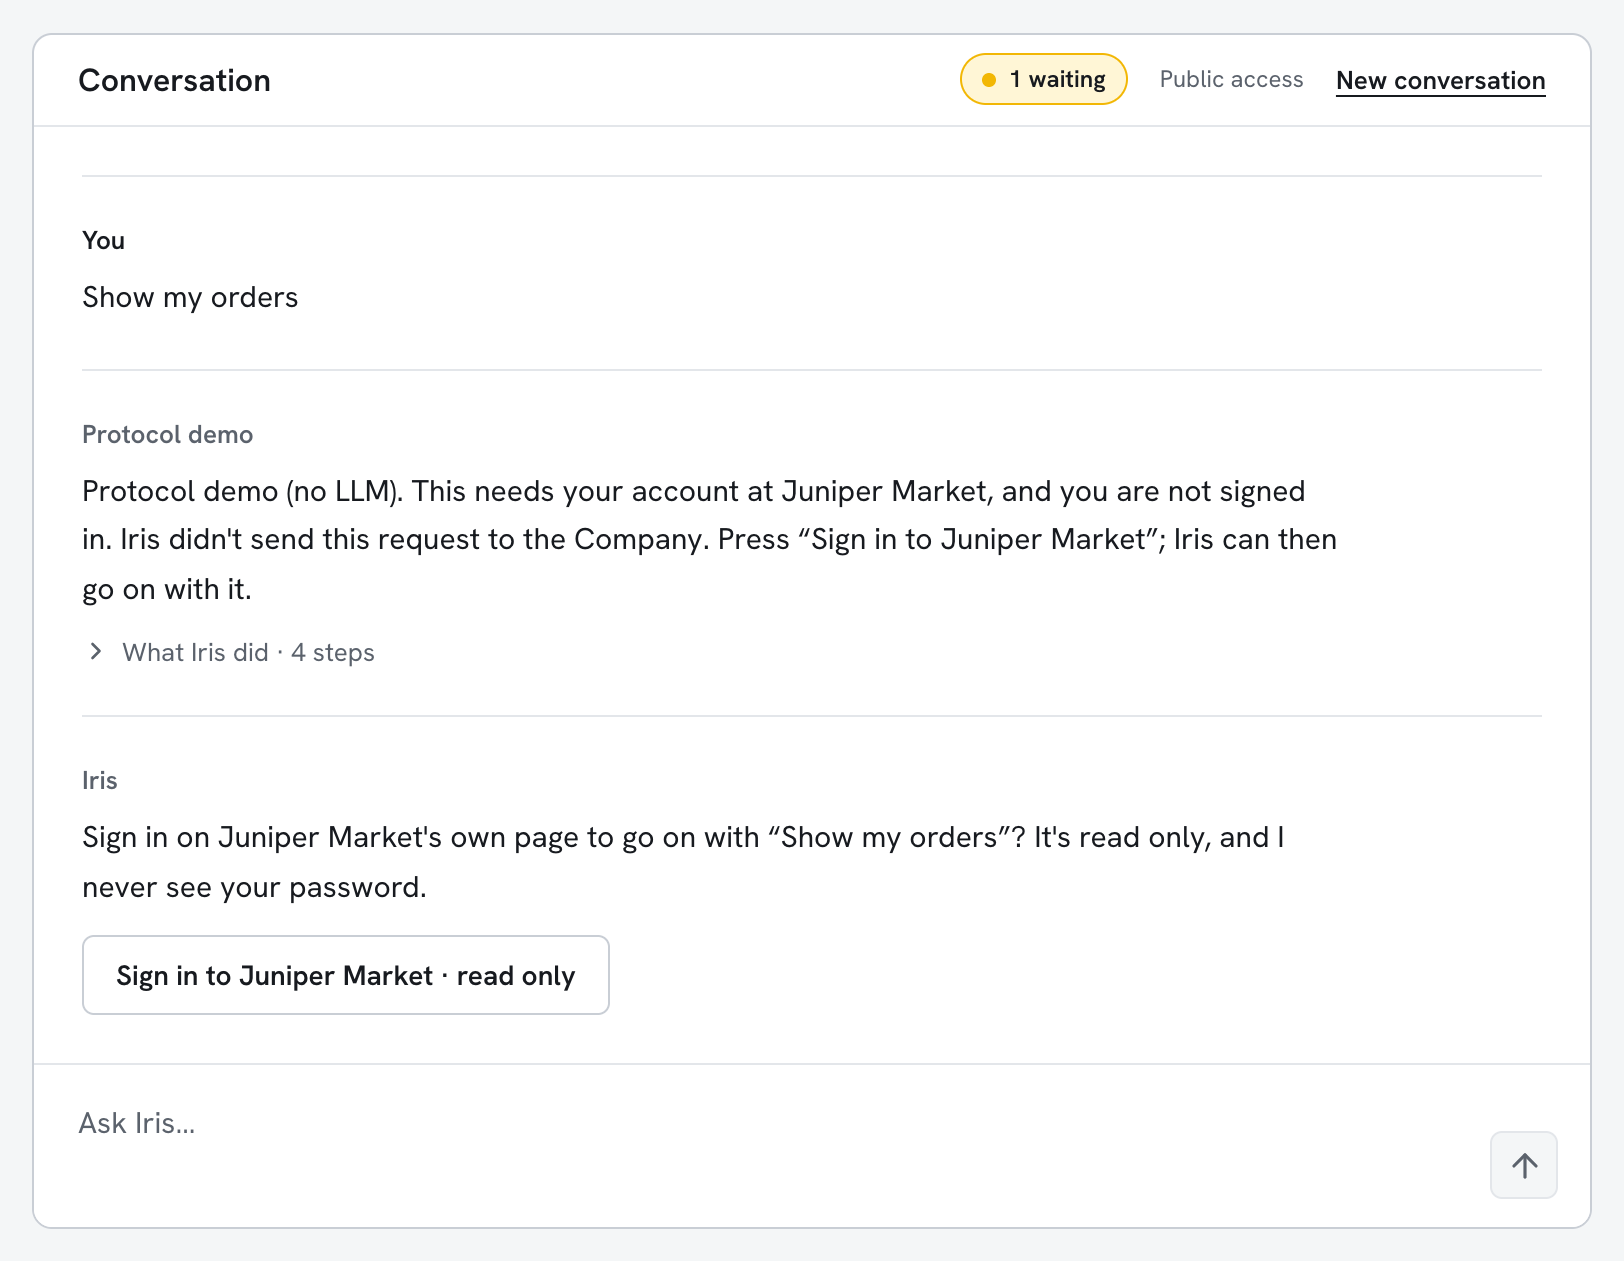 Conversation
1 waiting
Public access
New conversation
You
Show my orders
Protocol demo
Protocol demo (no LLM). This needs your account at Juniper Market, and you are not signed
in. Iris didn't send this request to the Company. Press “Sign in to Juniper Market”; Iris can then
go on with it.
What Iris did · 4 steps
Iris
Sign in on Juniper Market's own page to go on with “Show my orders”? It's read only, and I
never see your password.
Sign in to Juniper Market · read only
Ask Iris...